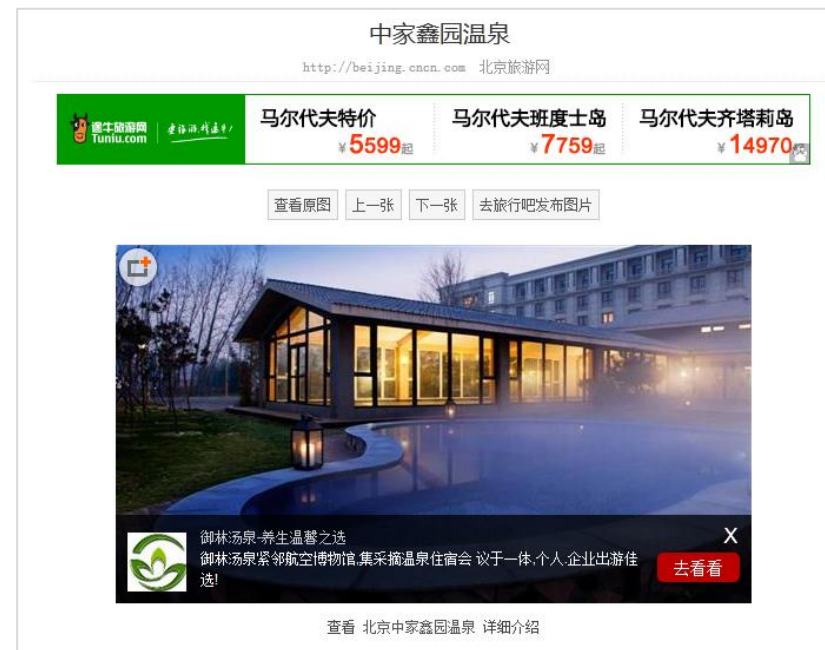 中家鑫园温泉
http://beijing.cncn.com 北京旅游网
途牛旅游网
Tuniu.com
马尔代夫特价
¥5599起
马尔代夫班度士岛
¥7759起
马尔代夫齐塔莉岛
¥14970
查看原图 上一张 下一张 去旅行吧发布图片
御林汤泉-养生温馨之选
X
御林汤泉紧邻航空博物馆,集采摘温泉住宿会议于一体,个人.企业出游佳
选!
去看看
查看 北京中家鑫园温泉 详细介绍